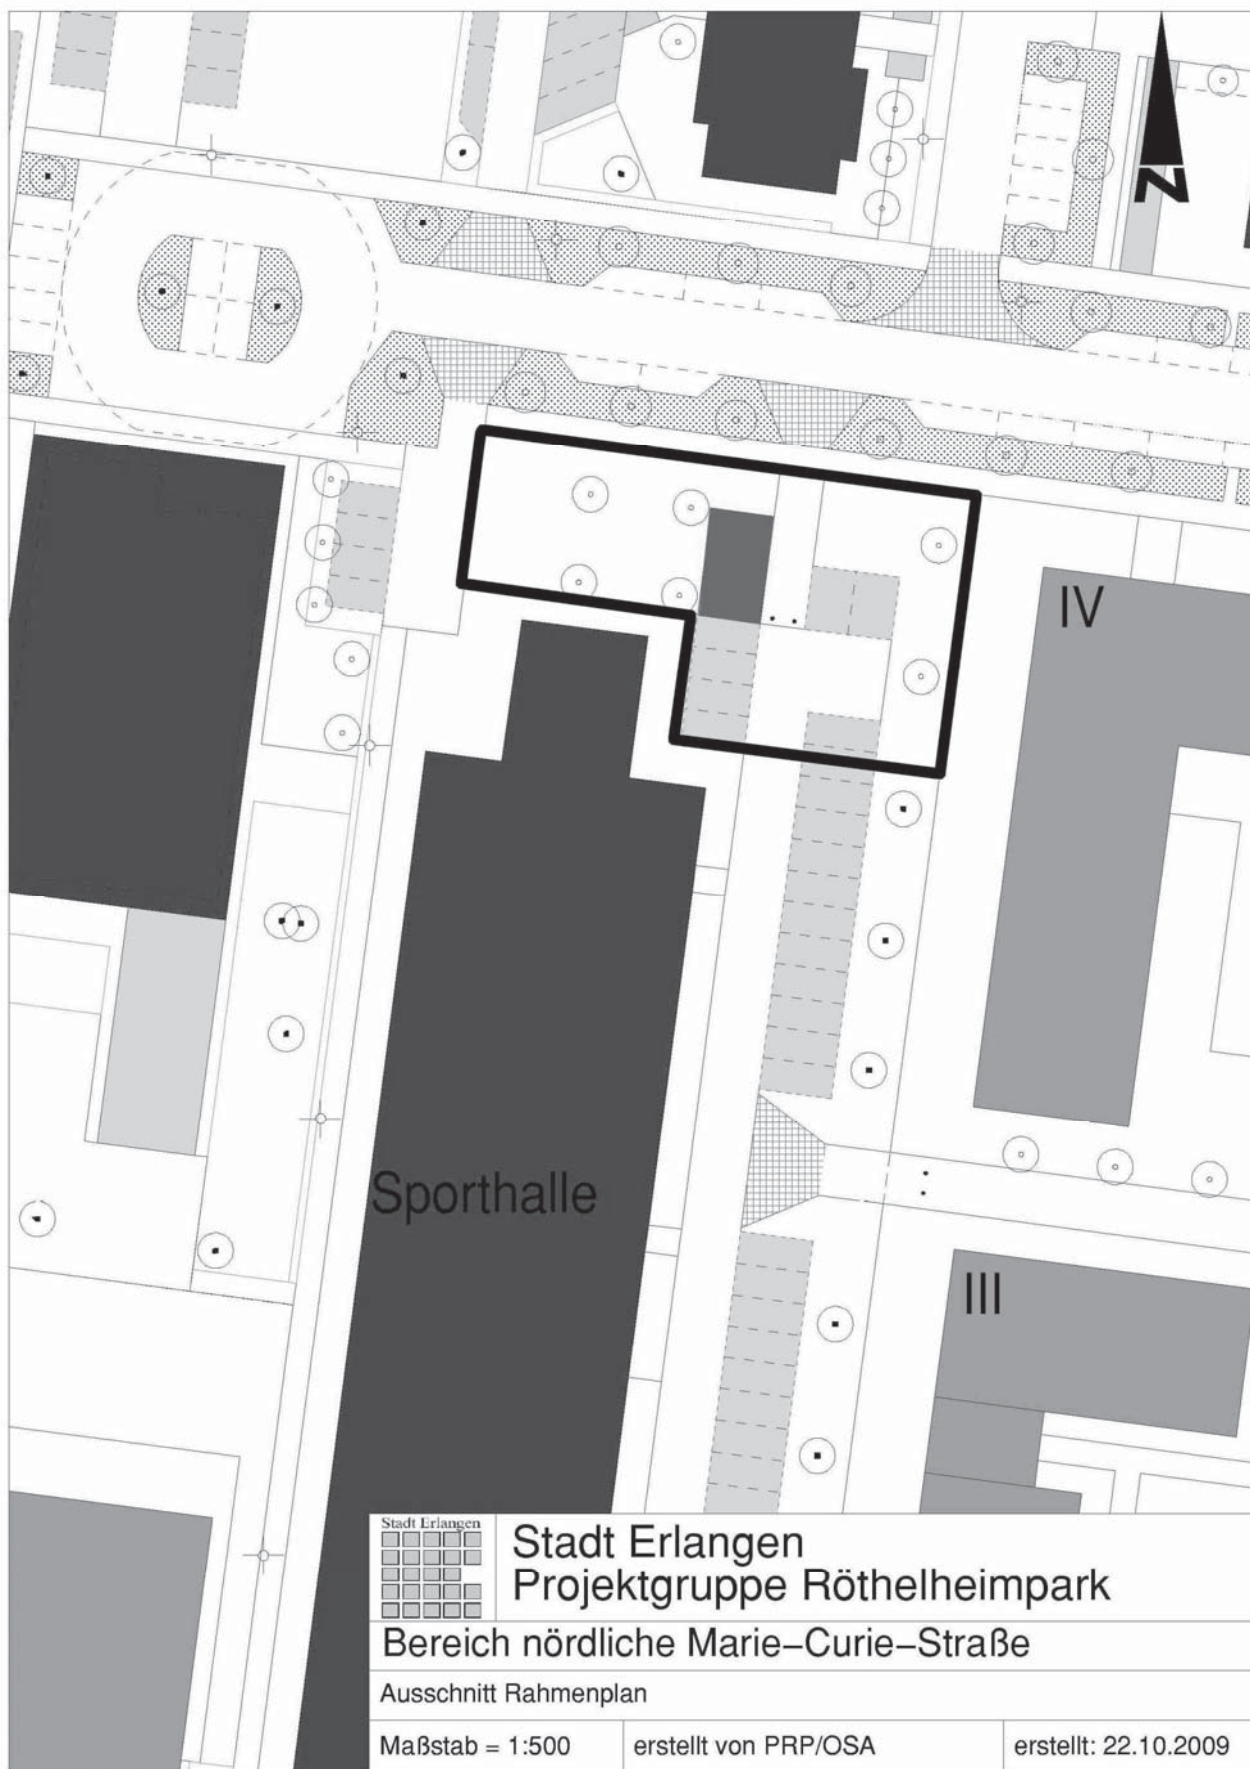 N
IV
Sporthalle
III
Stadt Erlangen
Stadt Erlangen
Projektgruppe Röthelheimpark
Bereich nördliche Marie–Curie–Straße
Ausschnitt Rahmenplan
Maßstab = 1:500
erstellt von PRP/OSA
erstellt: 22.10.2009